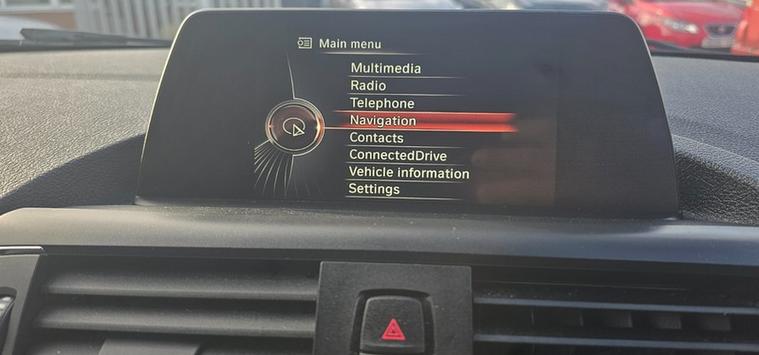 Main menu
Multimedia
Radio
Telephone
Navigation
Contacts
ConnectedDrive
Vehicle information
Settings